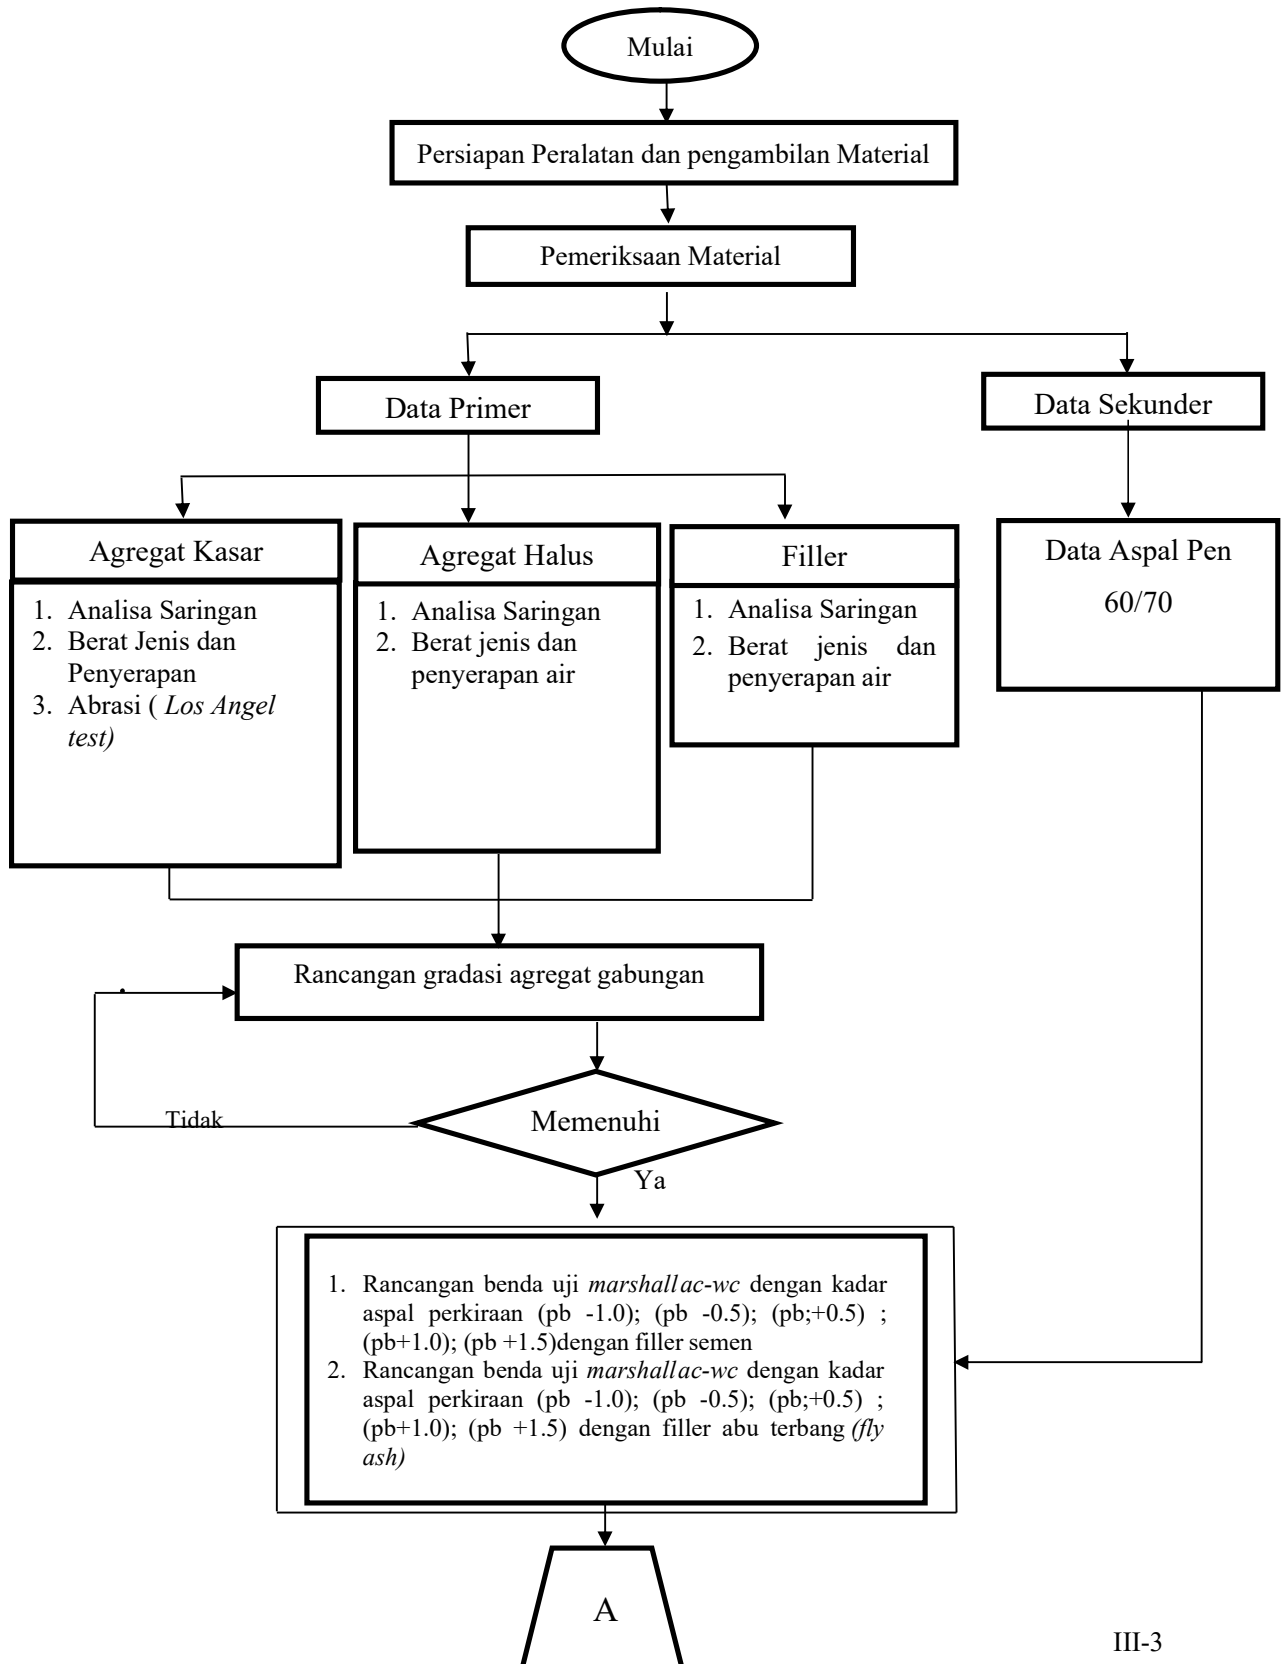 Mulai
Persiapan Peralatan dan pengambilan Material
Pemeriksaan Material
Data Primer
Data Sekunder
Agregat Kasar
1. Analisa Saringan
2. Berat Jenis dan
Penyerapan
3. Abrasi ( Los Angel
test)
Agregat Halus
1. Analisa Saringan
2. Berat jenis dan
penyerapan air
Filler
1. Analisa Saringan
2. Berat jenis dan
penyerapan air
Data Aspal Pen
60/70
Rancangan gradasi agregat gabungan
.
Memenuhi
Tidak
Ya
1. Rancangan benda uji marshall ac-wc dengan kadar
aspal perkiraan (pb -1.0); (pb -0.5); (pb;+0.5) ;
(pb+1.0); (pb +1.5)dengan filler semen
2. Rancangan benda uji marshall ac-wc dengan kadar
aspal perkiraan (pb -1.0); (pb -0.5); (pb;+0.5) ;
(pb+1.0); (pb +1.5) dengan filler abu terbang (fly
ash)
A
III-3